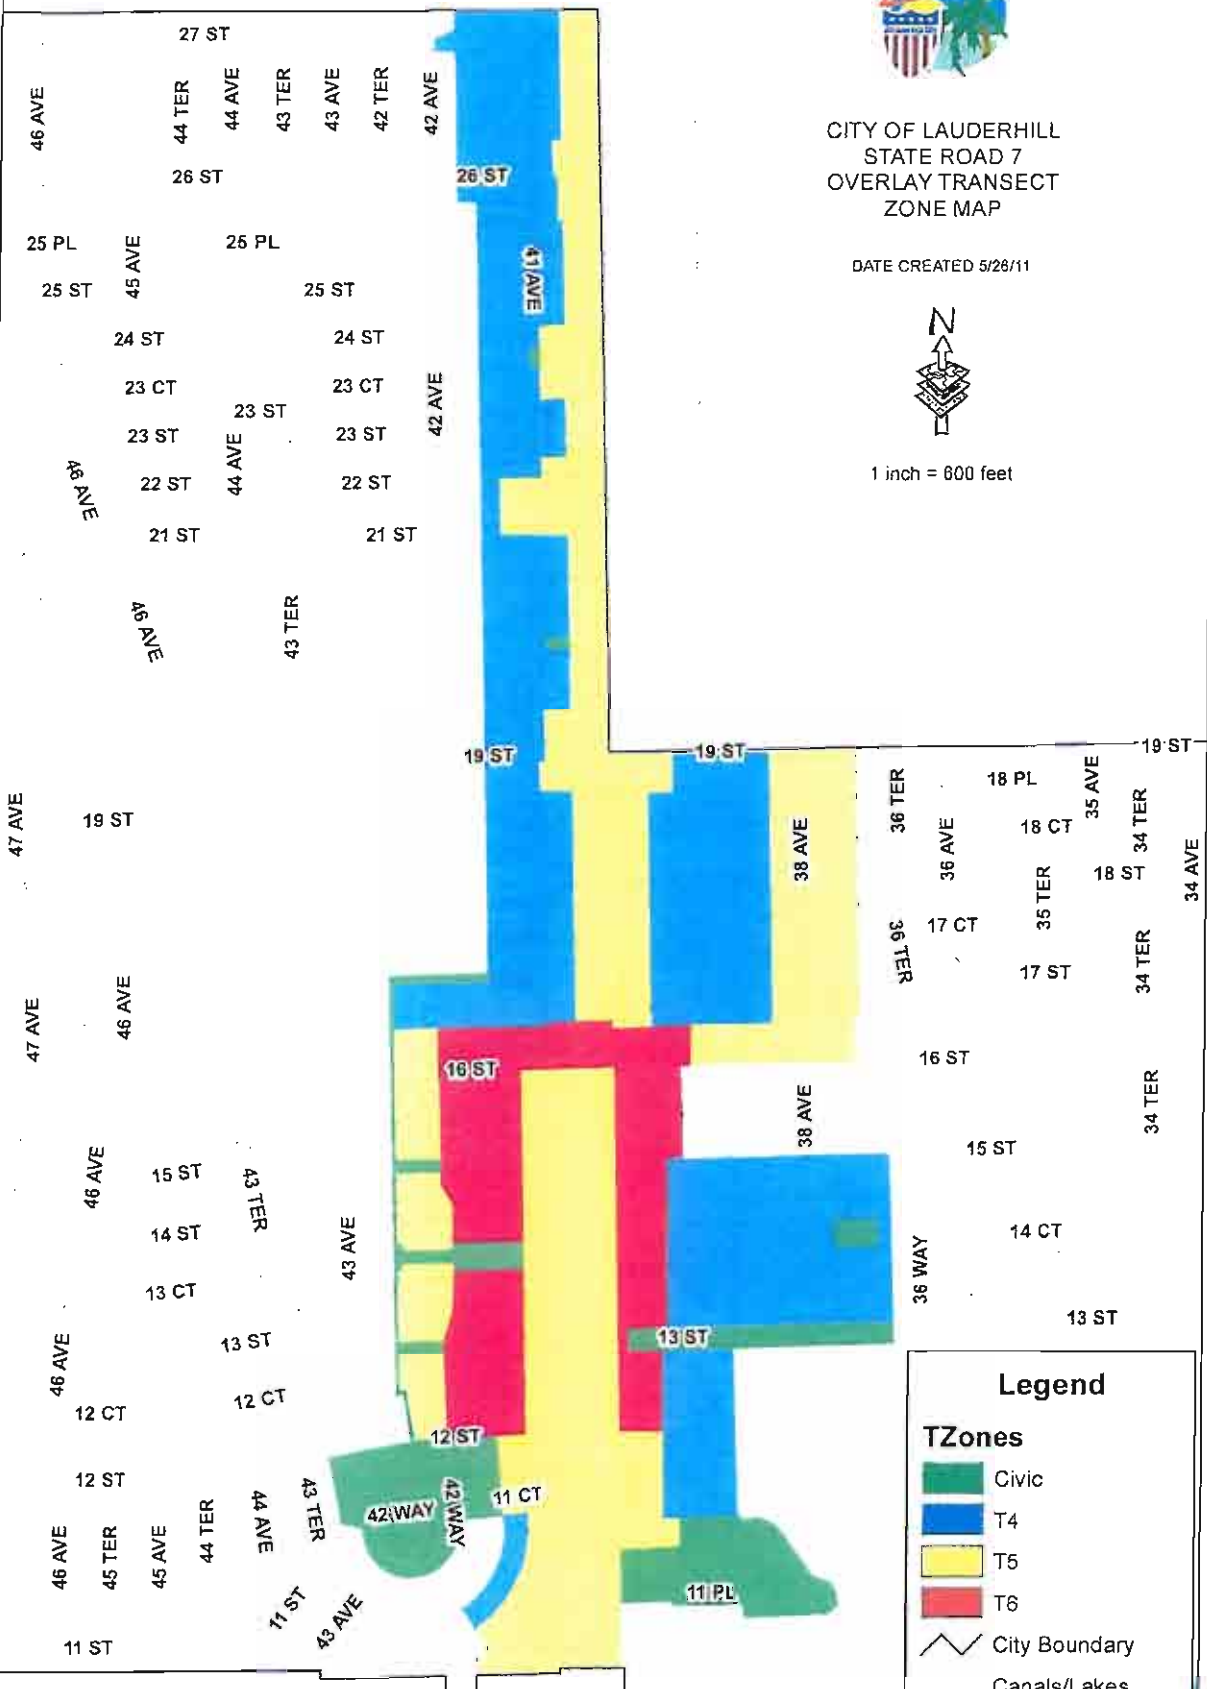 27 ST
46 AVE
44 TER
44 AVE
43 TER
43 AVE
42 TER
42 AVE
26 ST
26 ST
25 PL
45 AVE
25 PL
41 AVE
25 ST
25 ST
24 ST
24 ST
23 CT
23 CT
42 AVE
23 ST
23 ST
23 ST
44 AVE
46 AVE
22 ST
22 ST
21 ST
21 ST
46 AVE
43 TER
CITY OF LAUDERHILL
STATE ROAD 7
OVERLAY TRANSECT
ZONE MAP
DATE CREATED 5/26/11
N
1 inch = 600 feet
19 ST
19 ST
19 ST
47 AVE
19 ST
38 AVE
36 TER
18 PL
35 AVE
34 TER
36 AVE
18 CT
34 AVE
35 TER
18 ST
36 TER
17 CT
34 TER
17 ST
47 AVE
46 AVE
16 ST
16 ST
38 AVE
34 TER
15 ST
46 AVE
15 ST
43 TER
14 ST
43 AVE
14 CT
36 WAY
13 CT
13 ST
13 ST
13 ST
46 AVE
12 CT
12 CT
12 ST
12 ST
42 WAY
42 WAY
11 CT
46 AVE
45 TER
45 AVE
44 TER
44 AVE
43 TER
11 ST
43 AVE
11 PL
11 ST
Legend
TZones
Civic
T4
T5
T6
City Boundary
Canals/Lakes